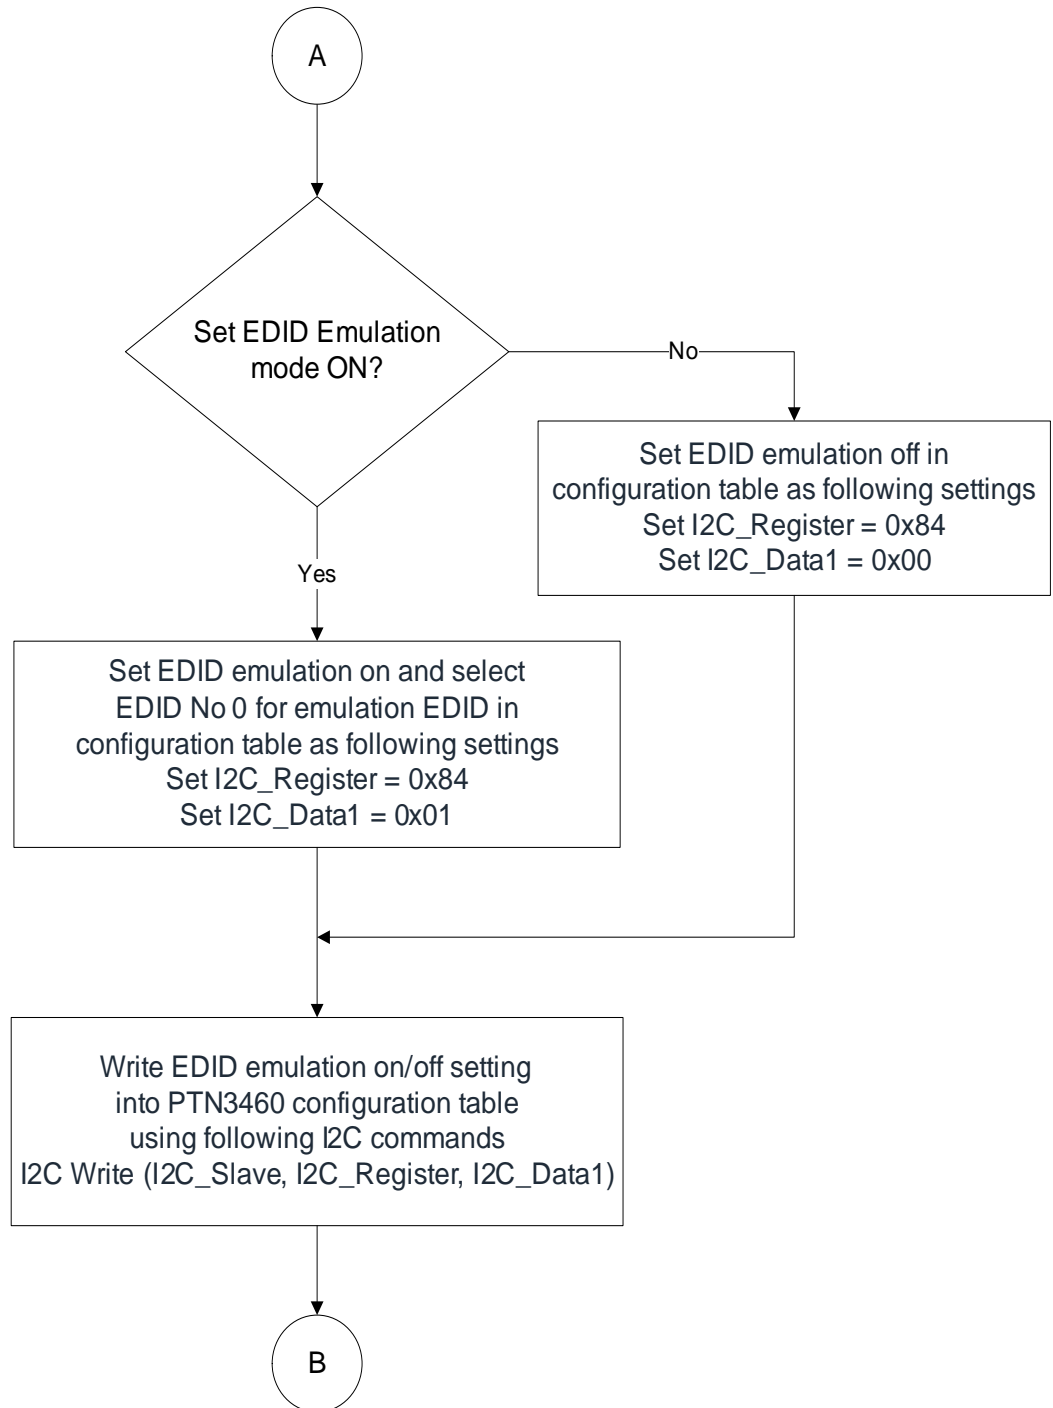 A
Set EDID Emulation
mode ON?
No
Set EDID emulation off in
configuration table as following settings
Set I2C_Register = 0x84
Set I2C_Data1 = 0x00
Yes
Set EDID emulation on and select
EDID No 0 for emulation EDID in
configuration table as following settings
Set I2C_Register = 0x84
Set I2C_Data1 = 0x01
Write EDID emulation on/off setting
into PTN3460 configuration table
using following I2C commands
I2C Write (I2C_Slave, I2C_Register, I2C_Data1)
B